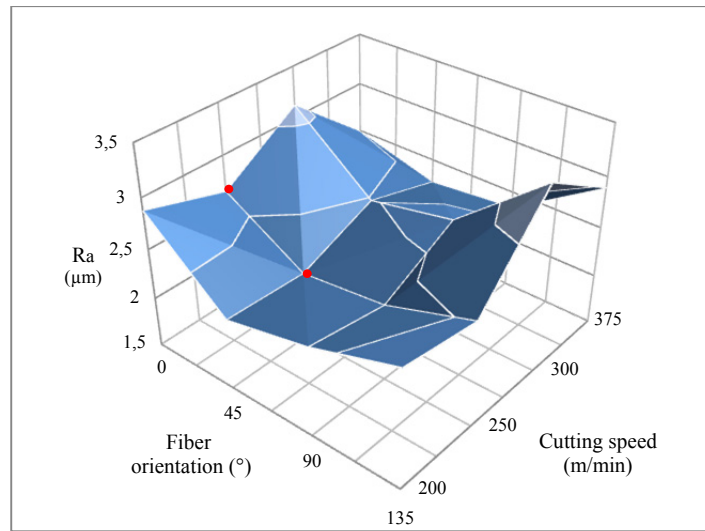 3,5
3
2,5
2
1,5
Ra
(μm)
0
45
90
135
Fiber
orientation (°)
200
250
300
375
Cutting speed
(m/min)